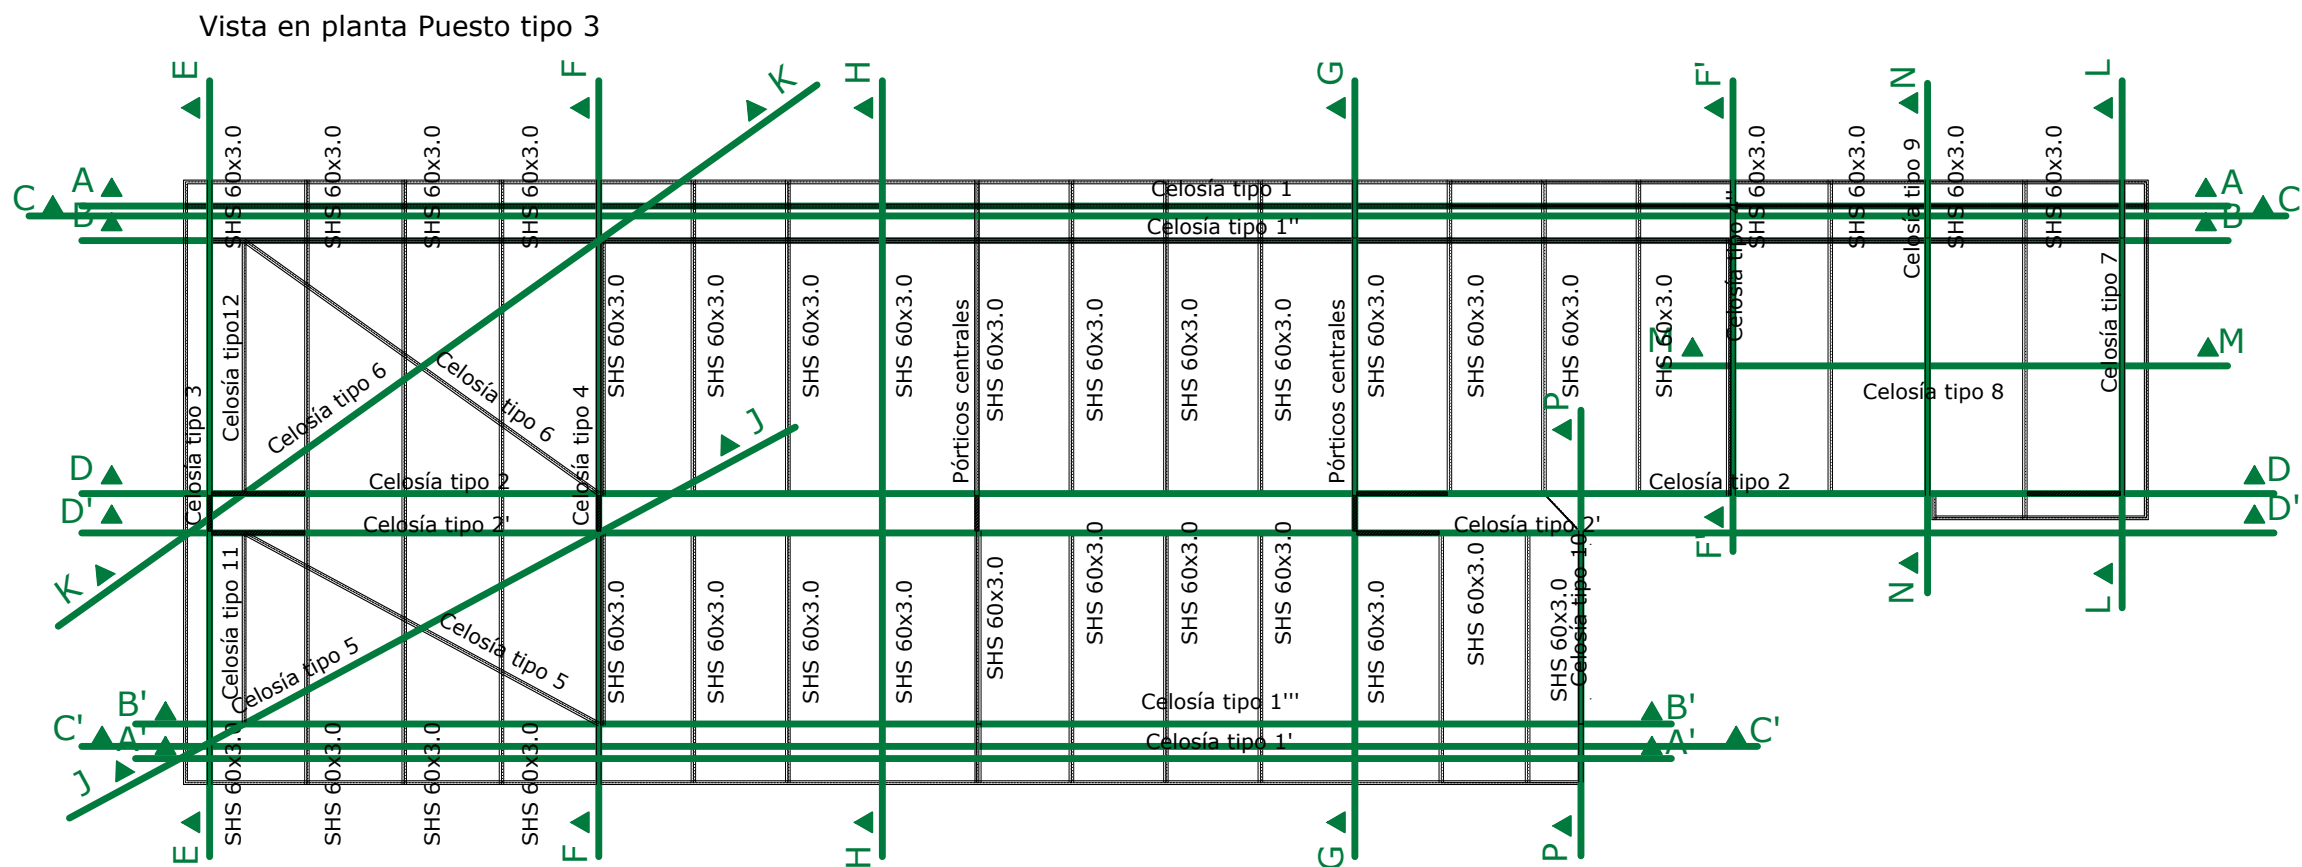 Vista en planta Puesto tipo 3
E
F
K
H
G
F'
N
L
SHS 60x3.0
SHS 60x3.0
SHS 60x3.0
SHS 60x3.0
SHS 60x3.0
SHS 60x3.0
SHS 60x3.0
SHS 60x3.0
Celosía tipo 9
A
Celosía tipo 1
A
C
C
B
Celosía tipo 1''
B
SHS 60x3.0
SHS 60x3.0
SHS 60x3.0
SHS 60x3.0
Pórticos centrales
SHS 60x3.0
SHS 60x3.0
SHS 60x3.0
SHS 60x3.0
Pórticos centrales
SHS 60x3.0
SHS 60x3.0
SHS 60x3.0
SHS 60x3.0
Celosía tipo 7
Celosía tipo12
Celosía tipo 6
Celosía tipo 6
Celosía tipo 3
Celosía tipo 4
M
M
Celosía tipo 8
P
J
D
Celosía tipo 2
Celosía tipo 2
D
D'
Celosía tipo 2'
Celosía tipo 2'
D'
F'
K
Celosía tipo 11
SHS 60x3.0
SHS 60x3.0
SHS 60x3.0
SHS 60x3.0
SHS 60x3.0
SHS 60x3.0
SHS 60x3.0
SHS 60x3.0
SHS 60x3.0
SHS 60x3.0
SHS 60x3.0
Celosía tipo 10
N
L
Celosía tipo 5
Celosía tipo 5
B'
Celosía tipo 1'''
B'
C'
C'
A'
Celosía tipo 1'
A'
J
SHS 60x3.0
SHS 60x3.0
SHS 60x3.0
SHS 60x3.0
E
F
H
G
P